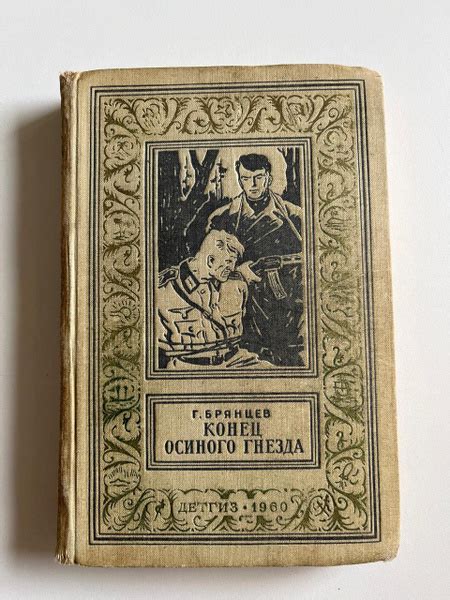 Г. БРЯНЦЕВ
КОНЕЦ
ОСИНОГО ГНЕЗДА
ДЕТГИЗ · 1960